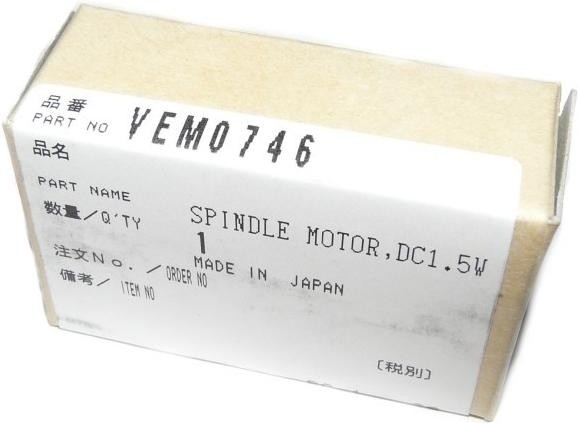 品番
PART NO VEM0746
品名
PART NAME SPINDLE MOTOR,DC1.5W
数量/Q'TY 1
注文No./ORDER NO MADE IN JAPAN
備考/ITEM NO
[税別]